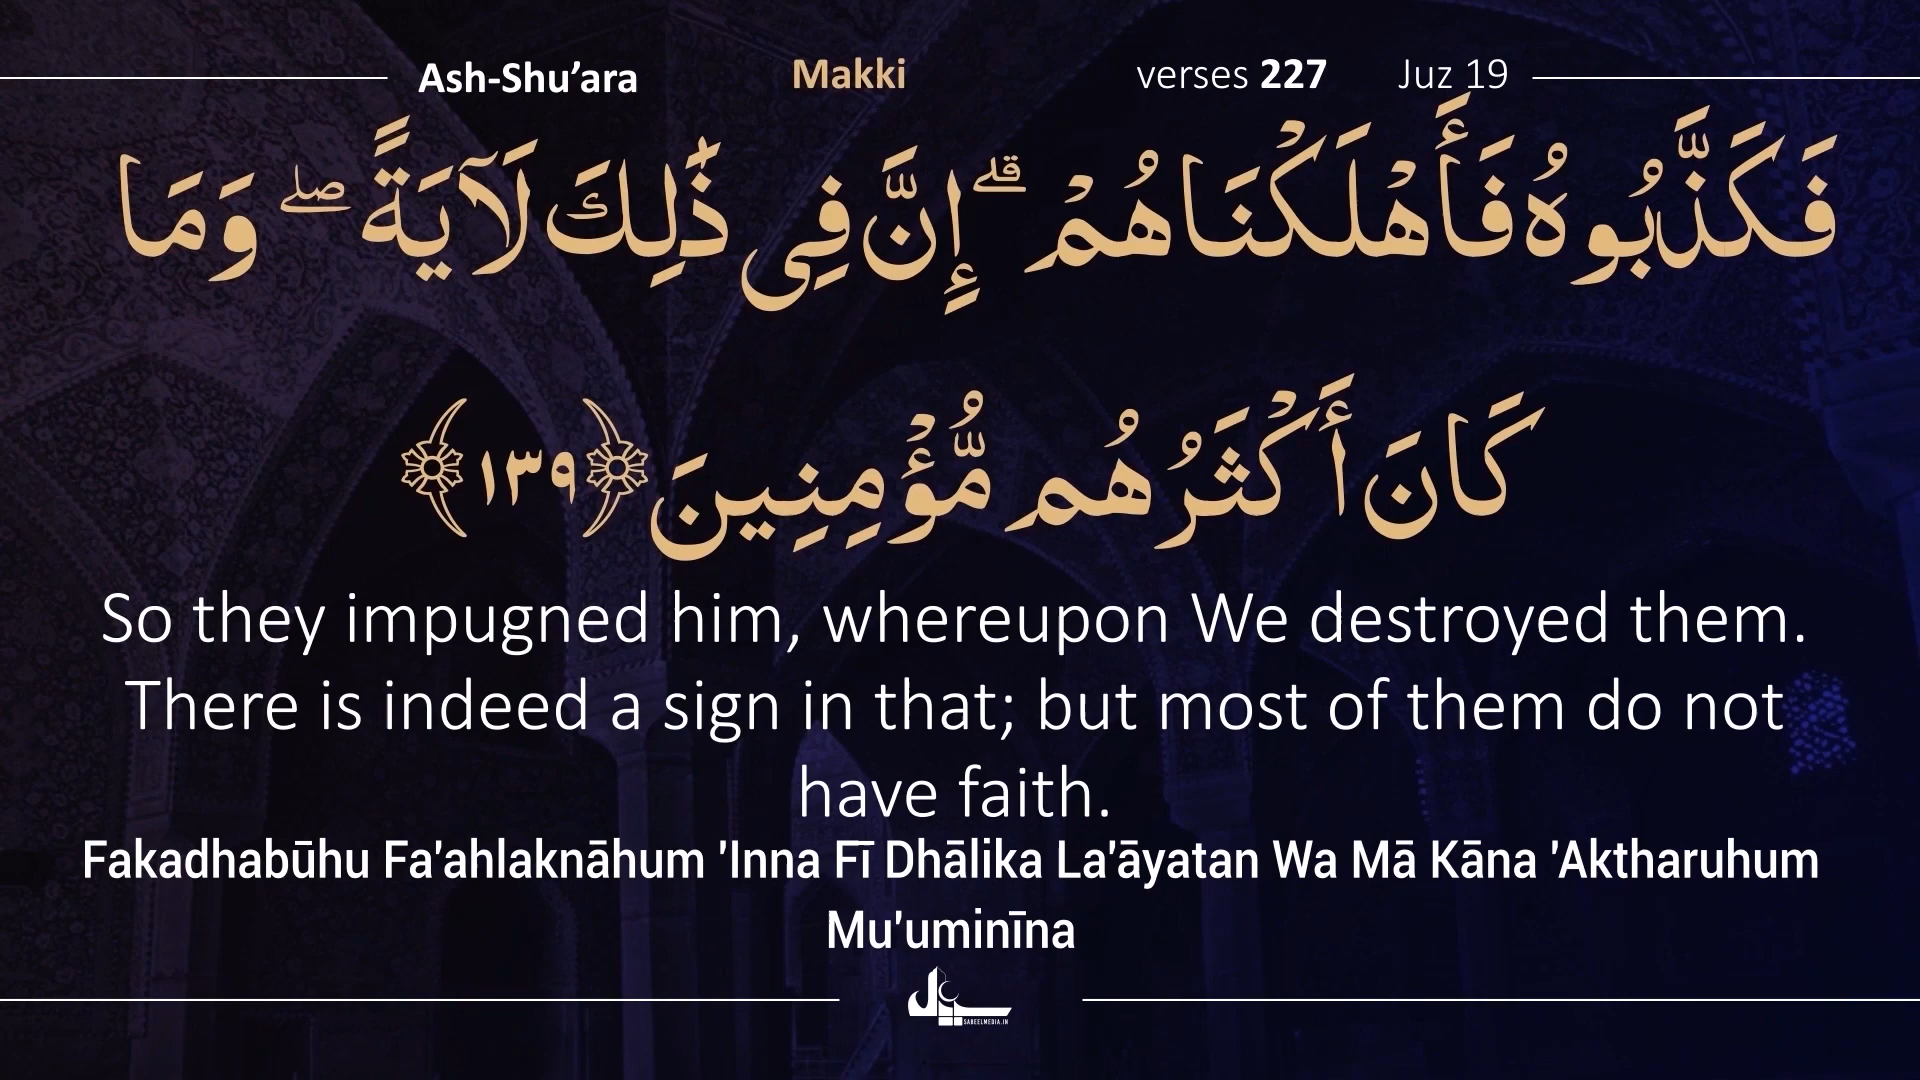 Ash-Shu’ara Makki verses 227 Juz 19
فَكَذَّبُوهُ فَأَهْلَكْنَاهُمْ ۗ إِنَّ فِي ذَٰلِكَ لَآيَةً ۖ وَمَا
كَانَ أَكْثَرُهُم مُّؤْمِنِينَ ﴿١٣٩﴾
So they impugned him, whereupon We destroyed them.
There is indeed a sign in that; but most of them do not
have faith.
Fakadhabūhu Fa'ahlaknāhum 'Inna Fī Dhālika La'āyatan Wa Mā Kāna 'Aktharuhum
Mu'uminīna
SABEELMEDIA.IN